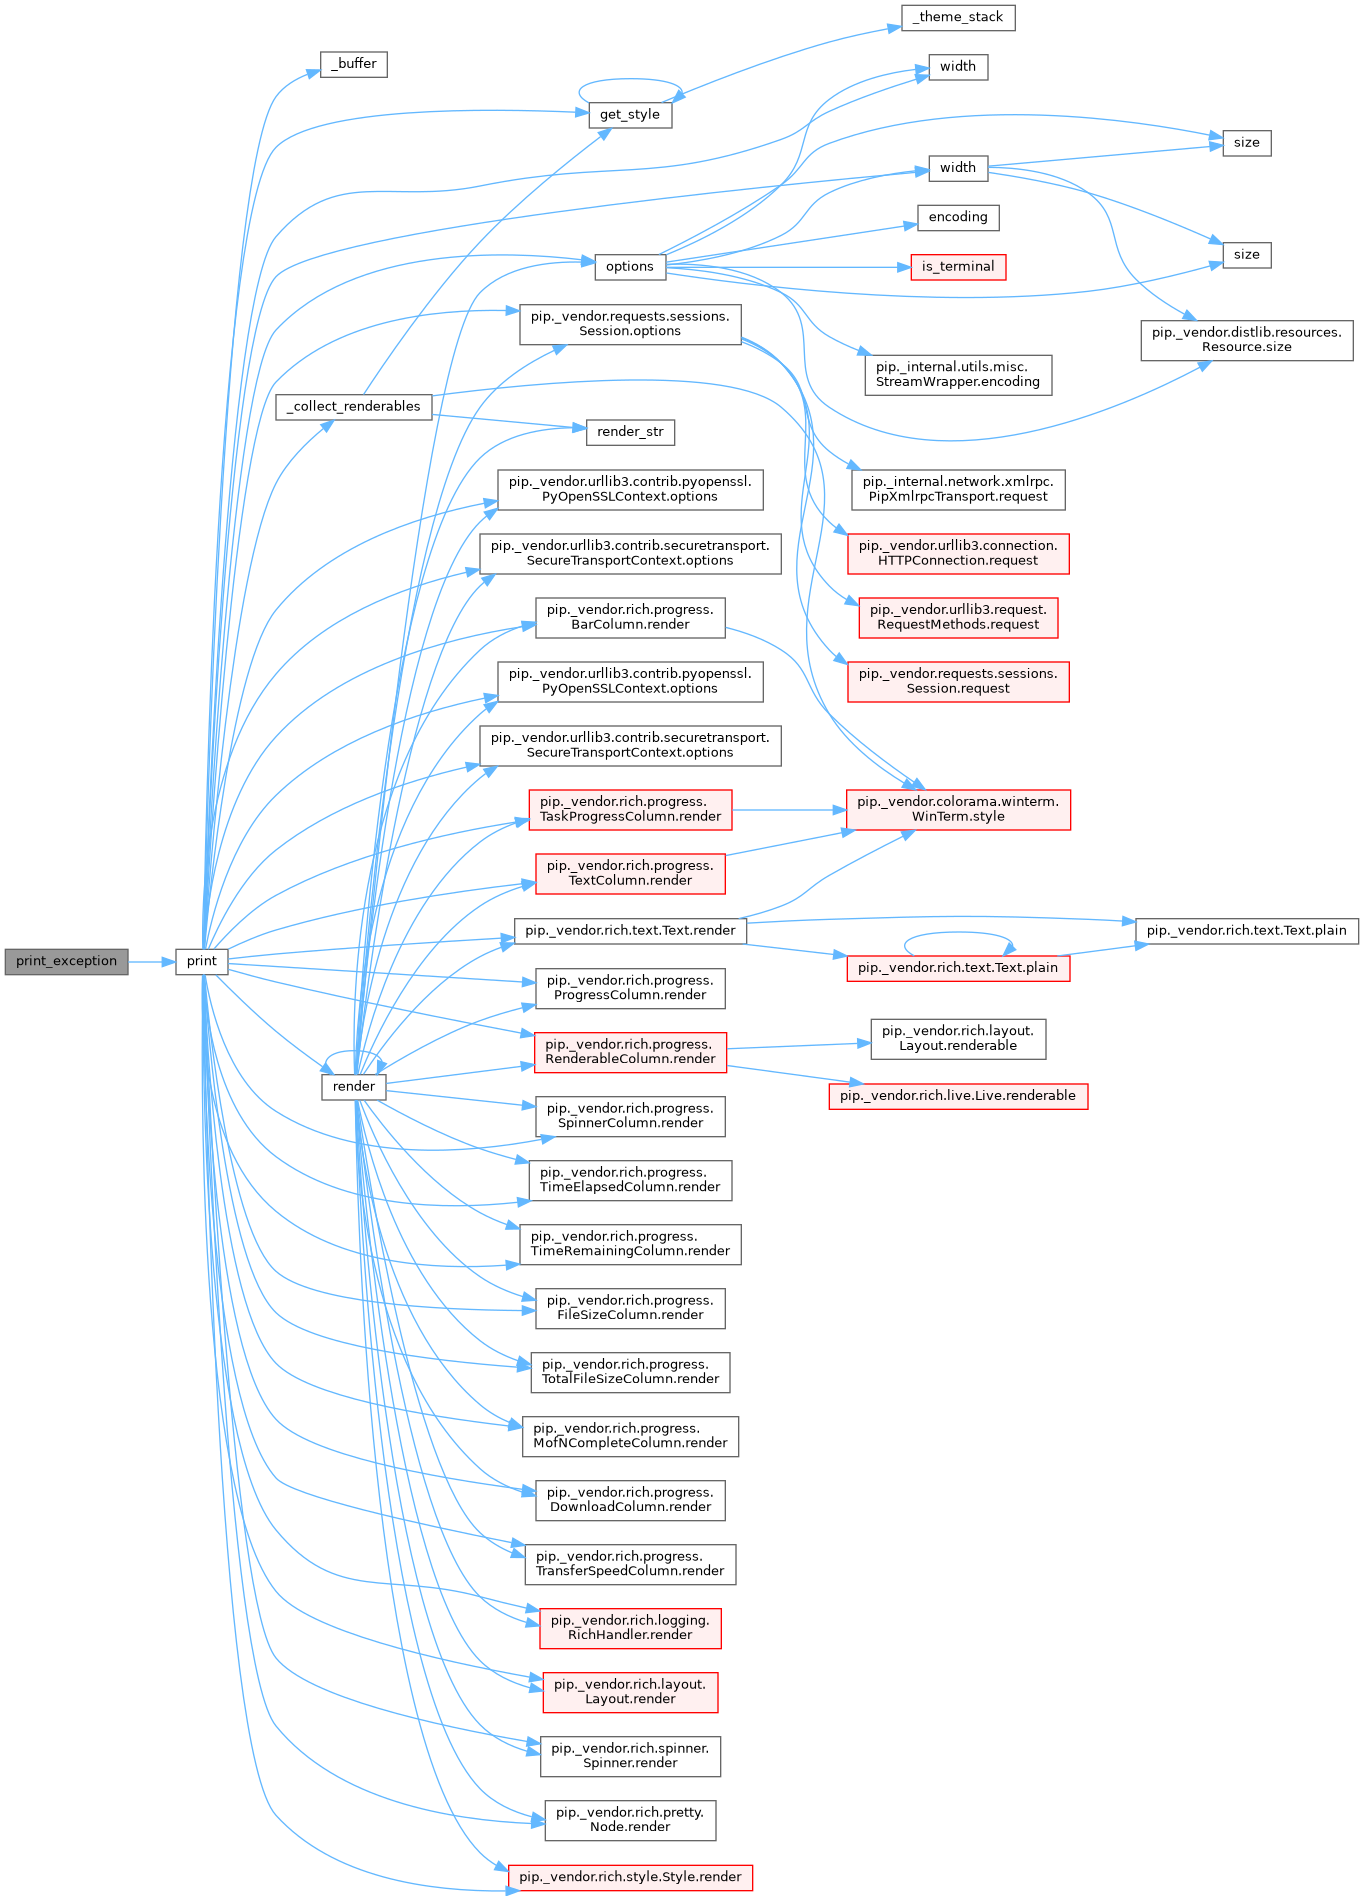 _theme_stack
_buffer
width
get_style
size
width
encoding
size
options
is_terminal
pip._vendor.requests.sessions.
Session.options
pip._vendor.distlib.resources.
Resource.size
pip._internal.utils.misc.
StreamWrapper.encoding
_collect_renderables
render_str
pip._vendor.urllib3.contrib.pyopenssl.
PyOpenSSLContext.options
pip._internal.network.xmlrpc.
PipXmlrpcTransport.request
pip._vendor.urllib3.contrib.securetransport.
SecureTransportContext.options
pip._vendor.urllib3.connection.
HTTPConnection.request
pip._vendor.rich.progress.
BarColumn.render
pip._vendor.urllib3.request.
RequestMethods.request
pip._vendor.urllib3.contrib.pyopenssl.
PyOpenSSLContext.options
pip._vendor.requests.sessions.
Session.request
pip._vendor.urllib3.contrib.securetransport.
SecureTransportContext.options
pip._vendor.rich.progress.
TaskProgressColumn.render
pip._vendor.colorama.winterm.
WinTerm.style
pip._vendor.rich.progress.
TextColumn.render
pip._vendor.rich.text.Text.render
pip._vendor.rich.text.Text.plain
print_exception
print
pip._vendor.rich.text.Text.plain
pip._vendor.rich.progress.
ProgressColumn.render
pip._vendor.rich.layout.
Layout.renderable
pip._vendor.rich.progress.
RenderableColumn.render
render
pip._vendor.rich.live.Live.renderable
pip._vendor.rich.progress.
SpinnerColumn.render
pip._vendor.rich.progress.
TimeElapsedColumn.render
pip._vendor.rich.progress.
TimeRemainingColumn.render
pip._vendor.rich.progress.
FileSizeColumn.render
pip._vendor.rich.progress.
TotalFileSizeColumn.render
pip._vendor.rich.progress.
MofNCompleteColumn.render
pip._vendor.rich.progress.
DownloadColumn.render
pip._vendor.rich.progress.
TransferSpeedColumn.render
pip._vendor.rich.logging.
RichHandler.render
pip._vendor.rich.layout.
Layout.render
pip._vendor.rich.spinner.
Spinner.render
pip._vendor.rich.pretty.
Node.render
pip._vendor.rich.style.Style.render